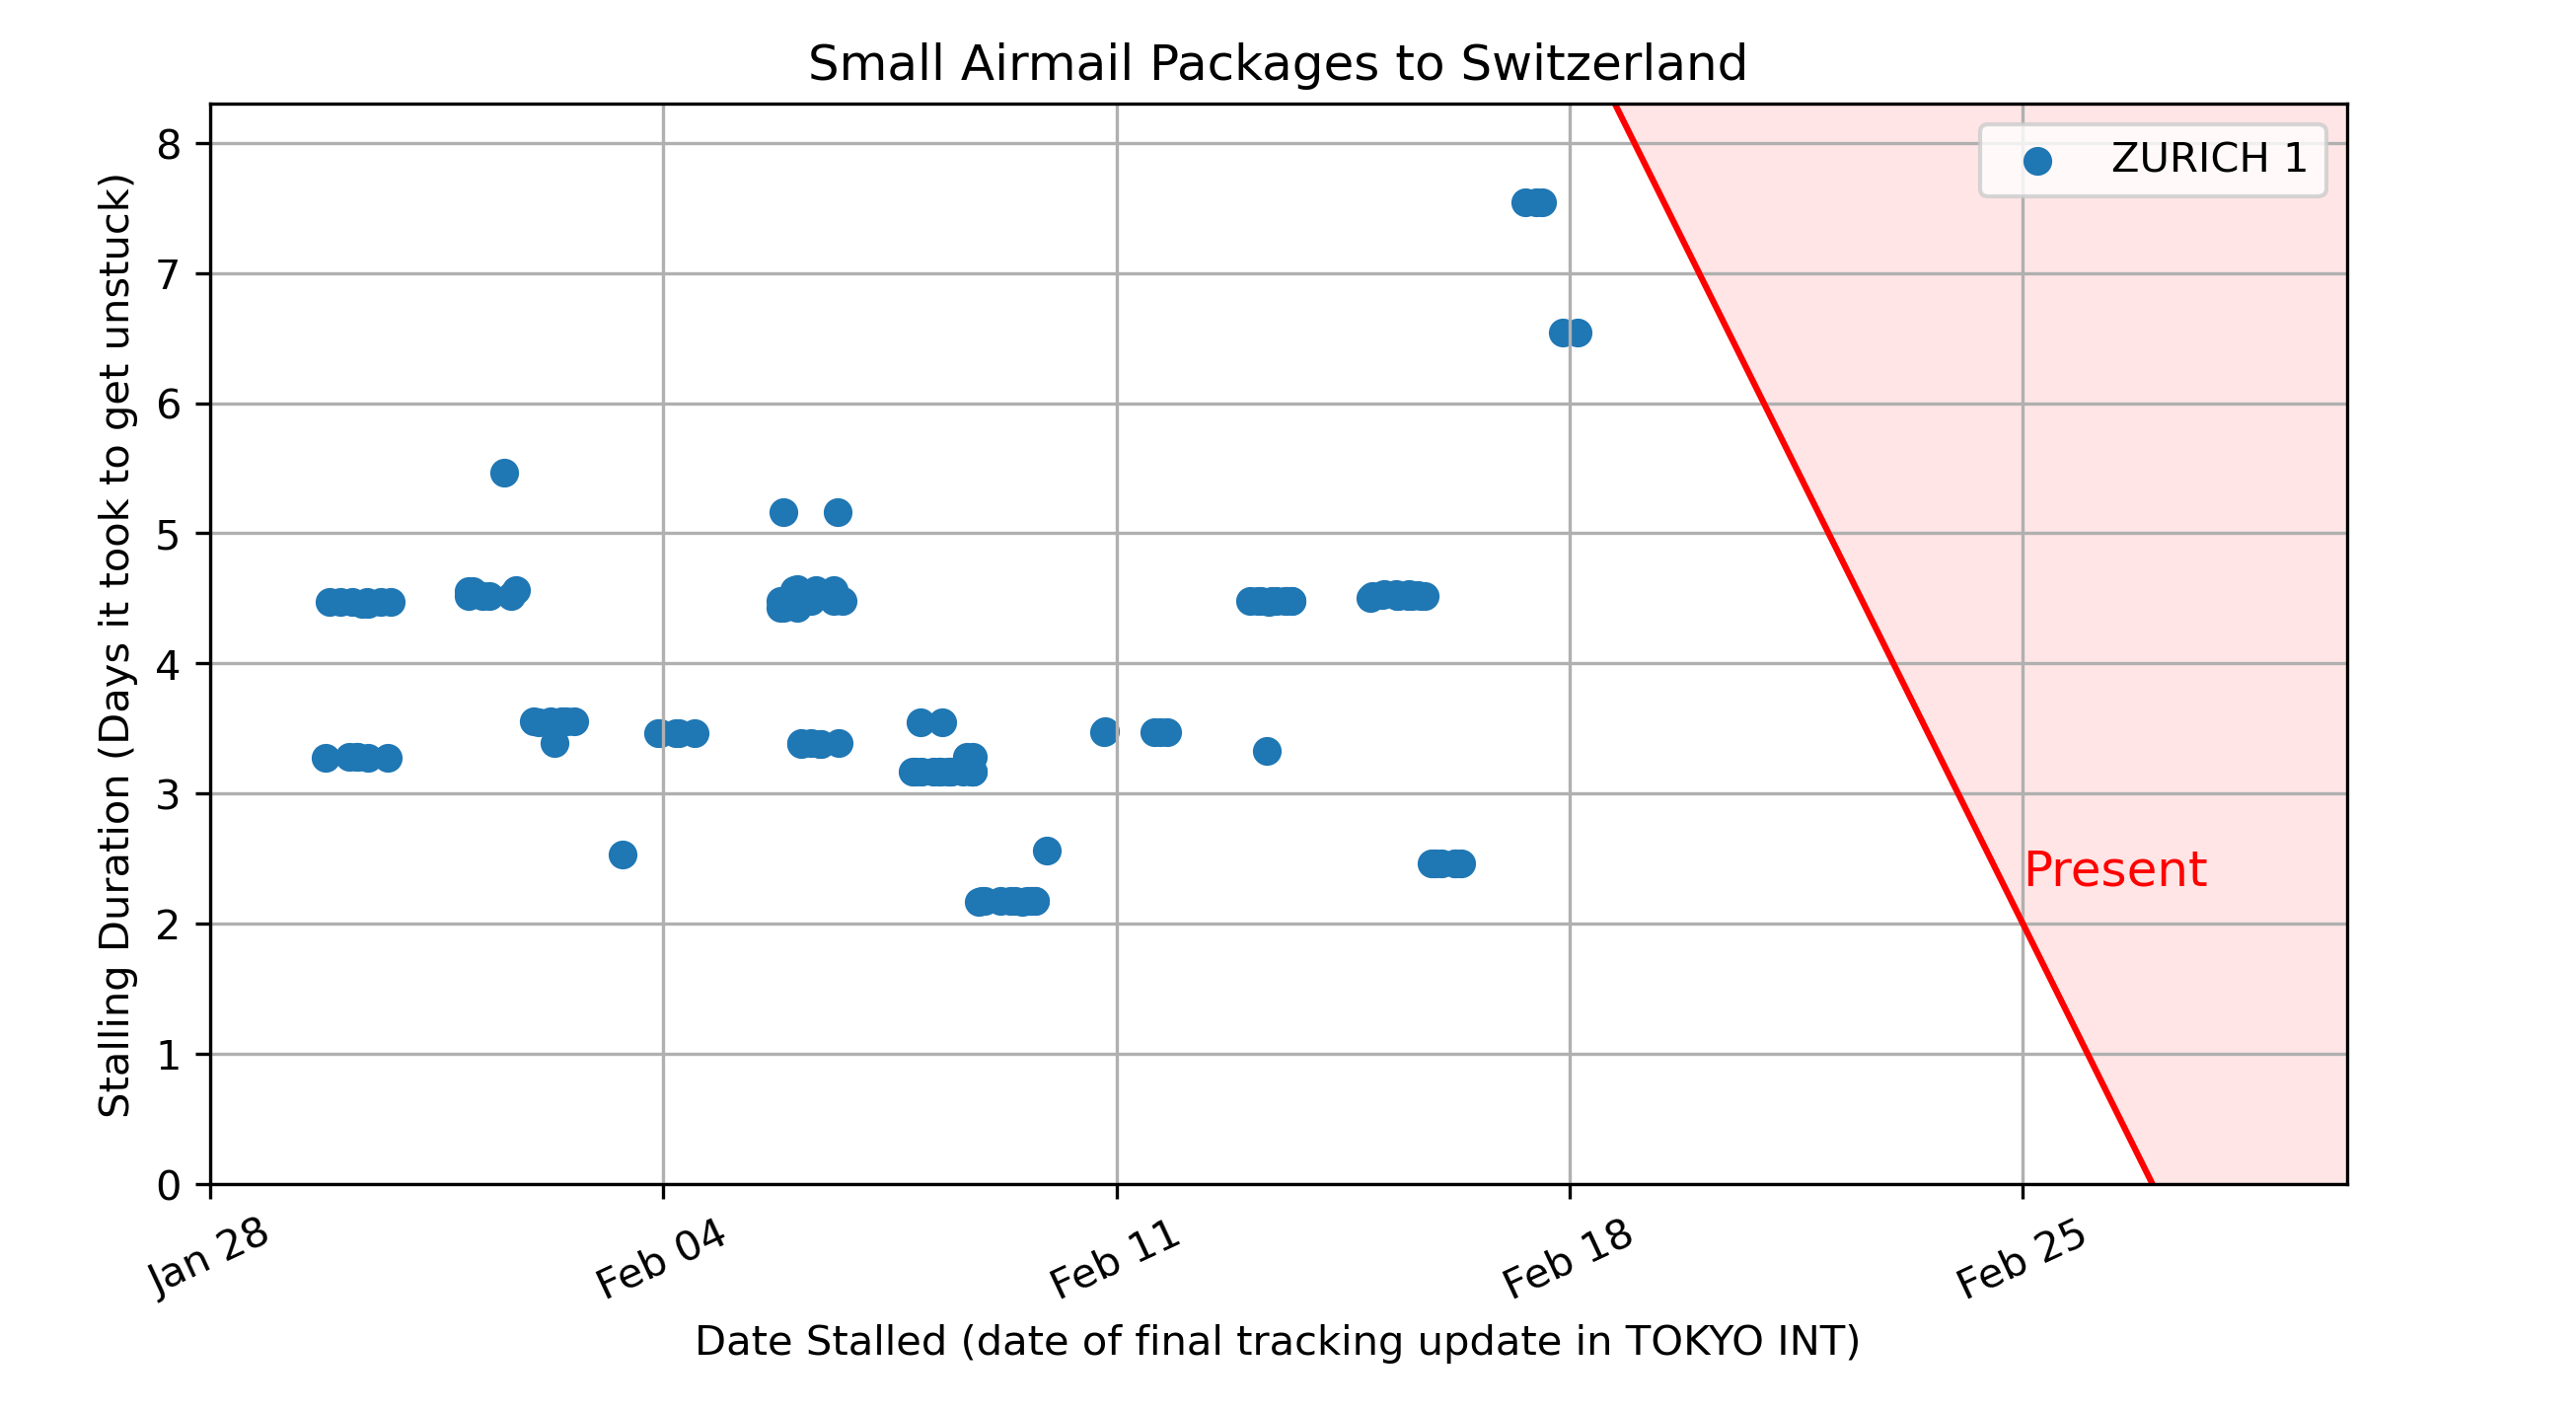 Small Airmail Packages to Switzerland
Stalling Duration (Days it took to get unstuck)
8
7
6
5
4
3
2
1
0
ZURICH 1
Present
Jan 28
Feb 04
Feb 11
Feb 18
Feb 25
Date Stalled (date of final tracking update in TOKYO INT)